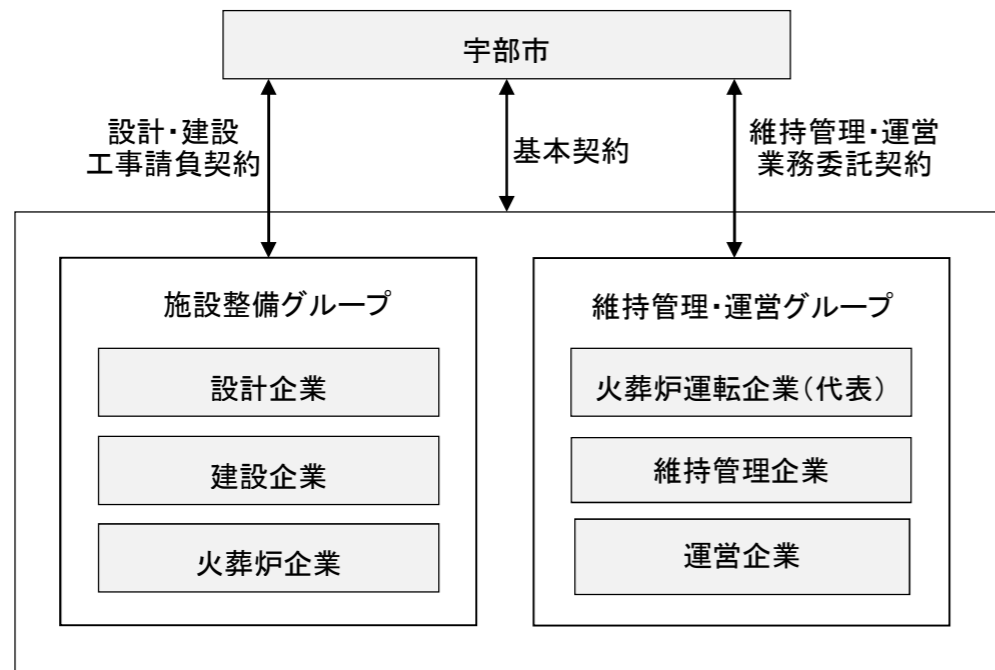 宇部市
設計・建設
工事請負契約
基本契約
維持管理・運営
業務委託契約
施設整備グループ
設計企業
建設企業
火葬炉企業
維持管理・運営グループ
火葬炉運転企業（代表）
維持管理企業
運営企業